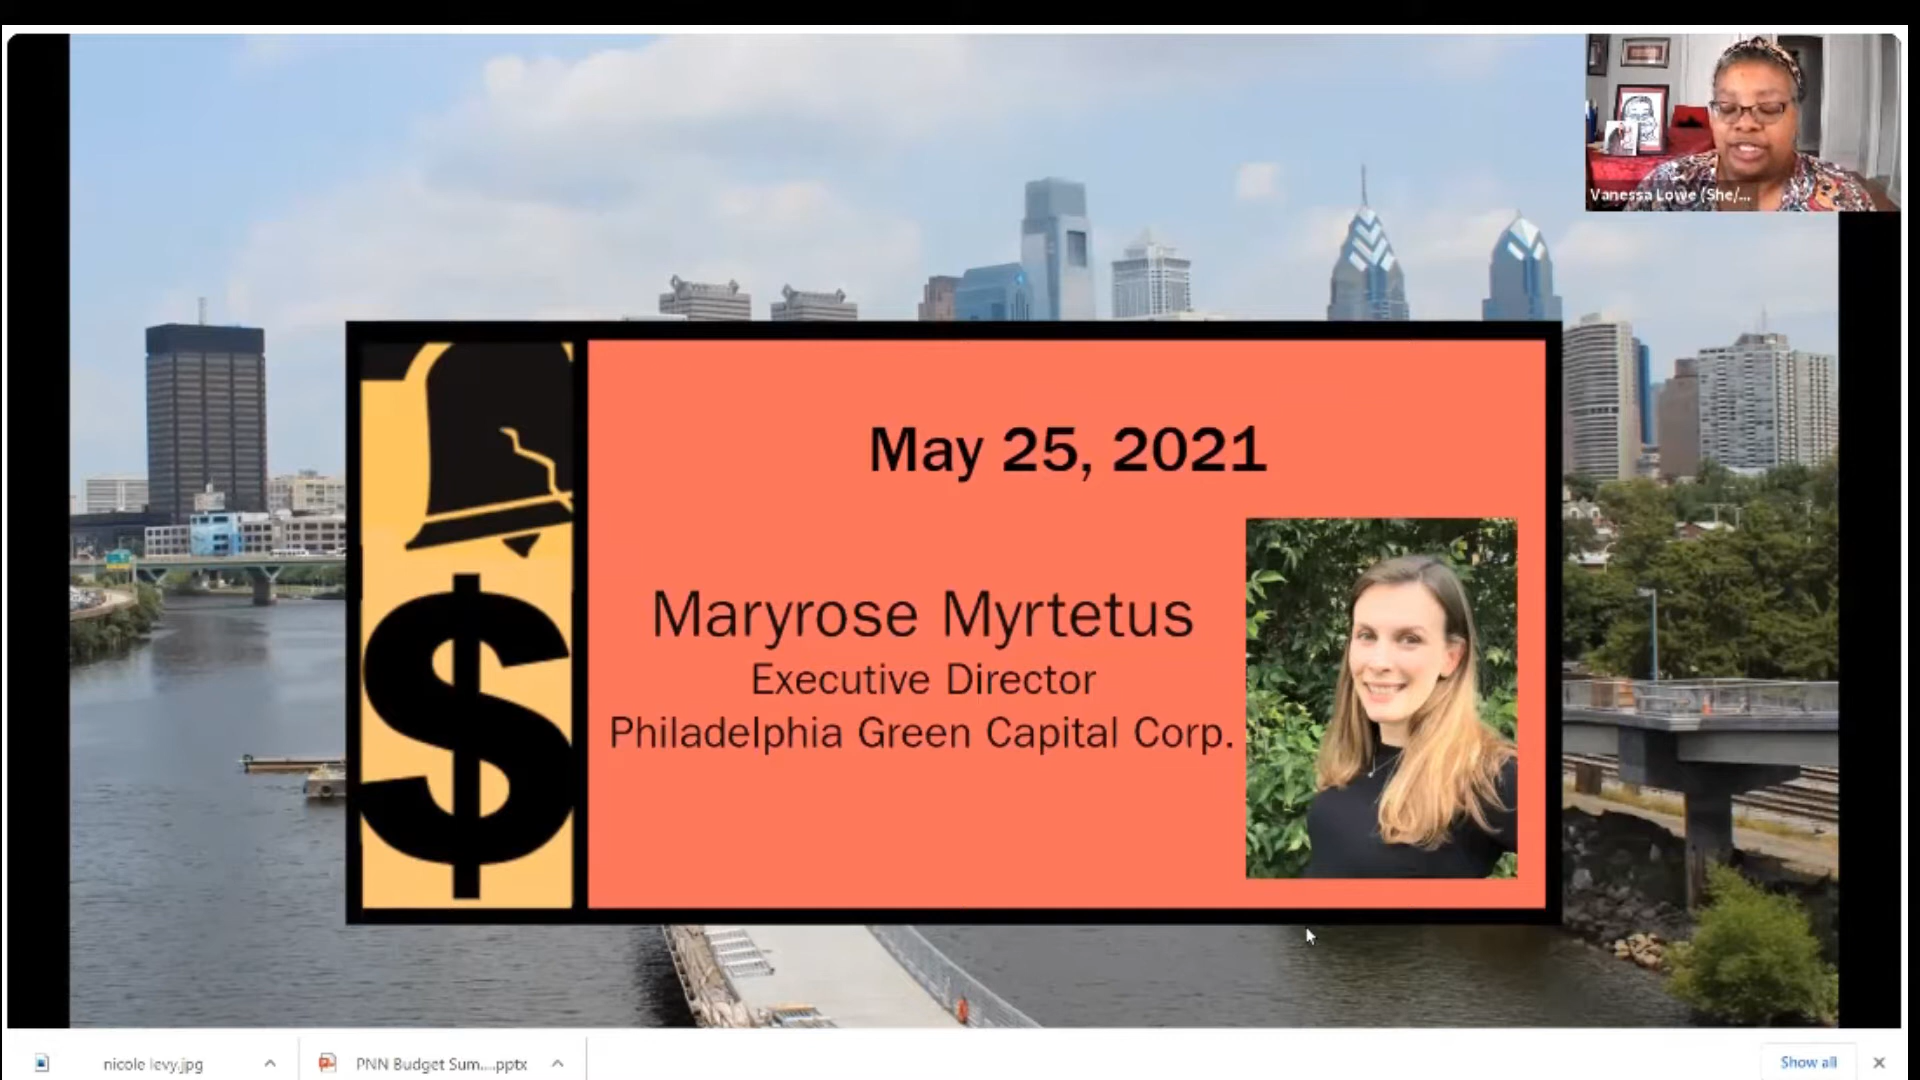 Vanessa Lowe (She/...
May 25, 2021
$
Maryrose Myrtetus
Executive Director
Philadelphia Green Capital Corp.
nicole levy.jpg
PNN Budget Sum....pptx
Show all